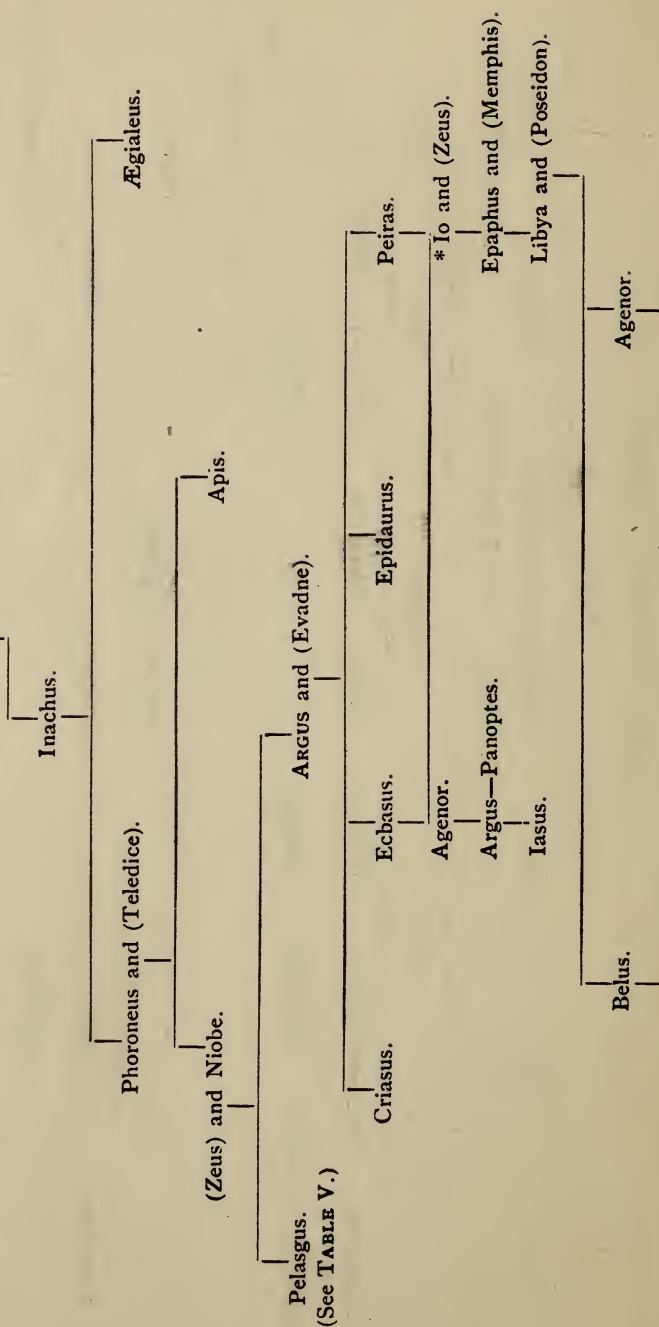 Inachus.
Phoroneus and (Teledice).
Ægialeus.
(Zeus) and Niobe.
Apis.
Pelasgus.
(See TABLE V.)
ARGUS and (Evadne).
Criasus.
Ecbasus.
Epidaurus.
Peiras.
Agenor.
*Io and (Zeus).
Argus—Panoptes.
Epaphus and (Memphis).
Iasus.
Libya and (Poseidon).
Belus.
Agenor.